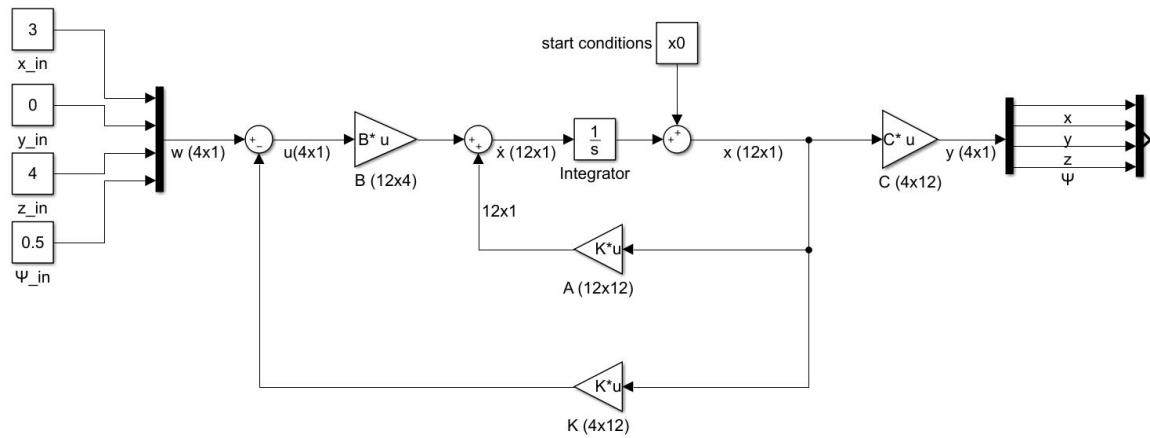 3
x_in
0
y_in
4
z_in
0.5
Ψ_in
w (4x1)
+
−
u(4x1)
B* u
B (12x4)
+
+
ẋ (12x1)
12x1
1
s
Integrator
start conditions
x0
+
+
x (12x1)
K*u
A (12x12)
K*u
K (4x12)
C* u
C (4x12)
y (4x1)
x
y
z
Ψ